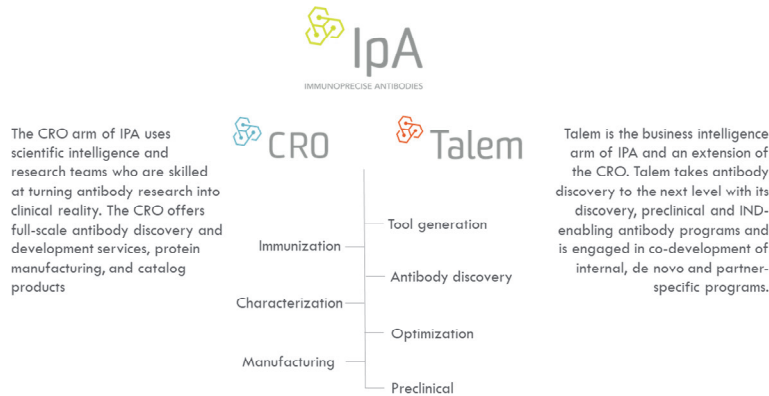 IpA
IMMUNOPRECISE ANTIBODIES
CRO
Talem
The CRO arm of IPA uses
scientific intelligence and
research teams who are skilled
at turning antibody research into
clinical reality. The CRO offers
full-scale antibody discovery and
development services, protein
manufacturing, and catalog
products
Talem is the business intelligence
arm of IPA and an extension of
the CRO. Talem takes antibody
discovery to the next level with its
discovery, preclinical and IND-
enabling antibody programs and
is engaged in co-development of
internal, de novo and partner-
specific programs.
Tool generation
Immunization
Antibody discovery
Characterization
Optimization
Manufacturing
Preclinical